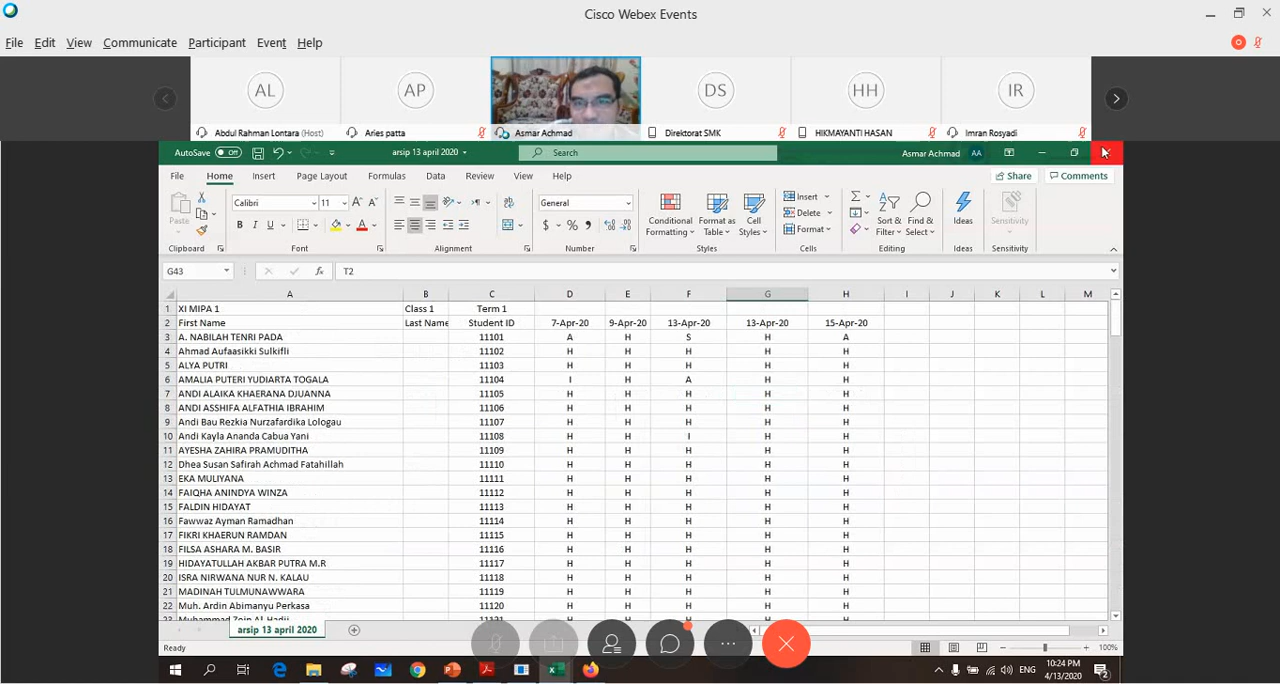 Cisco Webex Events
File Edit View Communicate Participant Event Help
AL AP DS HH IR
Abdul Rahman Lontara (Host) Aries patta Asmar Achmad Direktorat SMK HIKMAYANTI HASAN Imran Rosyadi
AutoSave Off arsip 13 april 2020 Search Asmar Achmad AA
File Home Insert Page Layout Formulas Data Review View Help Share Comments
Paste Calibri 11 General Conditional Formatting Format as Table Cell Styles Insert Delete Format Sort & Filter Find & Select Ideas Sensitivity
B I U $ %
Clipboard Font Alignment Number Styles Cells Editing Ideas Sensitivity
G43 fx T2
A B C D E F G H I J K L M
1 XI MIPA 1 Class 1 Term 1
2 First Name Last Name Student ID 7-Apr-20 9-Apr-20 13-Apr-20 13-Apr-20 15-Apr-20
3 A. NABILAH TENRI PADA 11101 A H S H A
4 Ahmad Aufaasikki Sulkifli 11102 H H H H H
5 ALYA PUTRI 11103 H H H H H
6 AMALIA PUTERI YUDIARTA TOGALA 11104 I H A H H
7 ANDI ALAIKA KHAERANA DJUANNA 11105 H H H H H
8 ANDI ASSHIFA ALFATHIA IBRAHIM 11106 H H H H H
9 Andi Bau Rezkia Nurzafardika Lologau 11107 H H H H H
10 Andi Kayla Ananda Cabua Yani 11108 H H I H H
11 AYESHA ZAHIRA PRAMUDITHA 11109 H H H H H
12 Dhea Susan Safirah Achmad Fatahillah 11110 H H H H H
13 EKA MULIYANA 11111 H H H H H
14 FAIQHA ANINDYA WINZA 11112 H H H H H
15 FALDIN HIDAYAT 11113 H H H H H
16 Fawwaz Ayman Ramadhan 11114 H H H H H
17 FIKRI KHAERUN RAMDAN 11115 H H H H H
18 FILSA ASHARA M. BASIR 11116 H H H H H
19 HIDAYATULLAH AKBAR PUTRA M.R 11117 H H H H H
20 ISRA NIRWANA NUR N. KALAU 11118 H H H H H
21 MADINAH TULMUNAWWARA 11119 H H H H H
22 Muh. Ardin Abimanyu Perkasa 11120 H H H H H
arsip 13 april 2020
Ready 100%
ENG 10:24 PM
4/13/2020 2